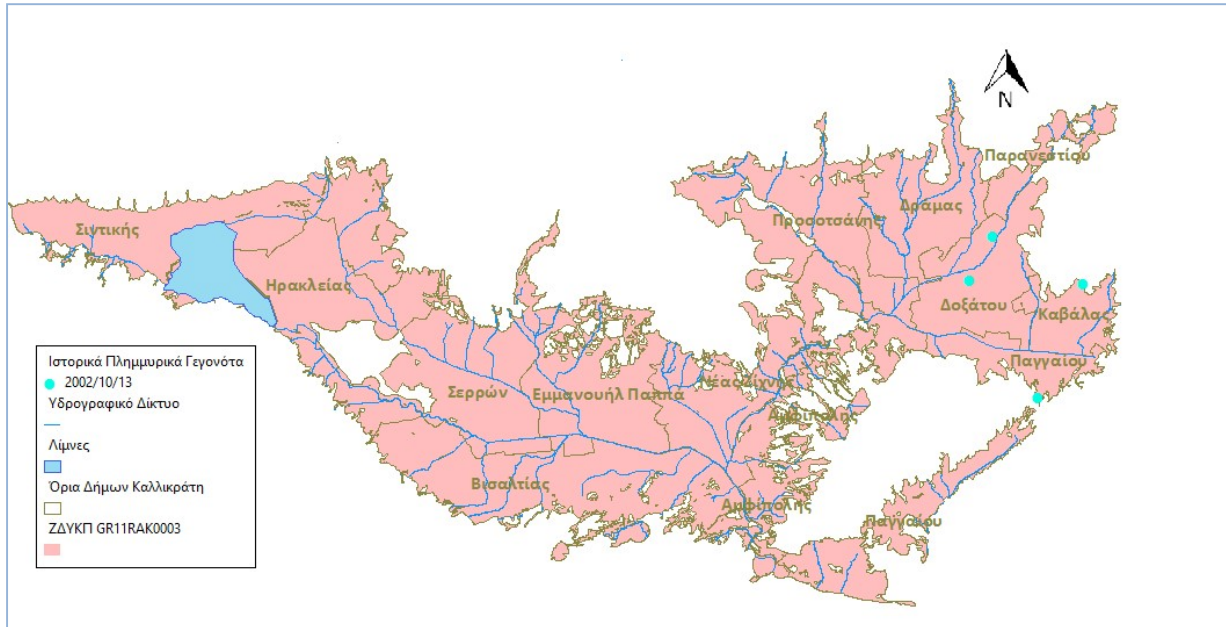 N
Παρανεστίου
Δράμας
Προσοτσάνης
Σιντικής
Ηρακλείας
Δοξάτου
Καβάλας
Παγγαίου
Ιστορικά Πλημμυρικά Γεγονότα
2002/10/13
Υδρογραφικό Δίκτυο
Λίμνες
Όρια Δήμων Καλλικράτη
ΖΔΥΚΠ GR11RAK0003
Σερρών
Εμμανουήλ Παππά
Νέας Ζίχνης
Αμφίπολης
Βισαλτίας
Αμφίπολης
Παγγαίου